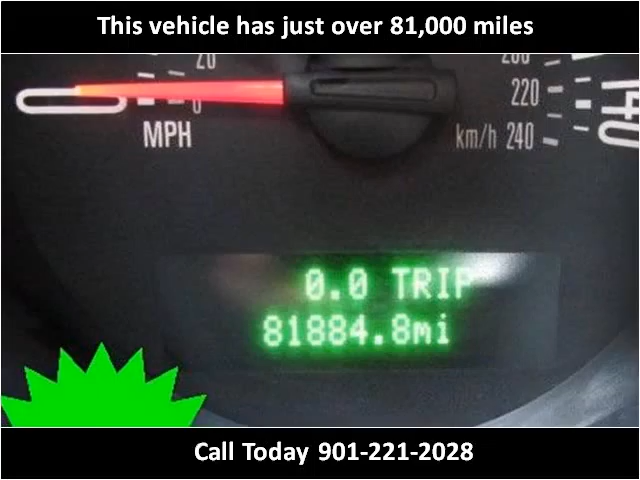 This vehicle has just over 81,000 miles
20
0
MPH
220
km/h 240
140
0.0 TRIP
81884.8mi
Call Today 901-221-2028